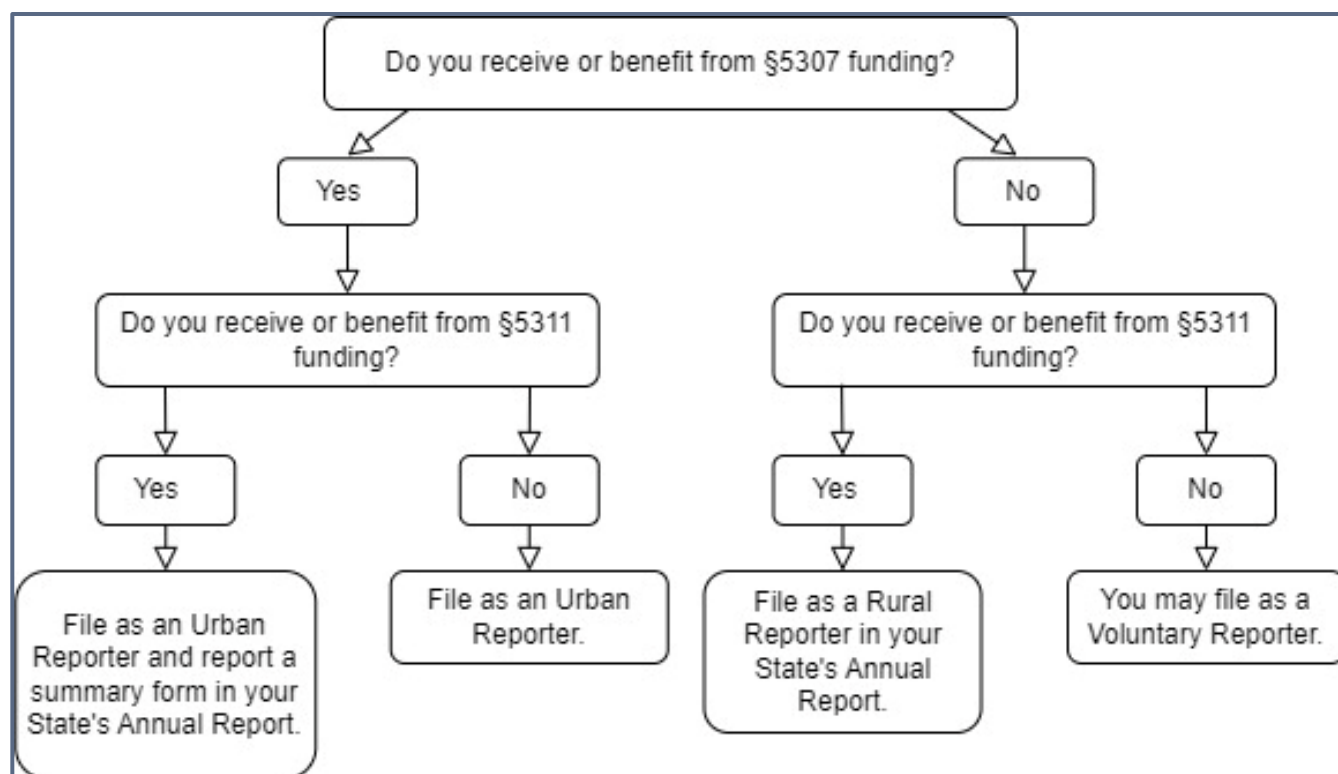 Do you receive or benefit from §5307 funding?
Yes
No
Do you receive or benefit from §5311
funding?
Do you receive or benefit from §5311
funding?
Yes
No
Yes
No
File as an Urban
Reporter and report a
summary form in your
State's Annual Report.
File as an Urban
Reporter.
File as a Rural
Reporter in your
State's Annual
Report.
You may file as a
Voluntary Reporter.